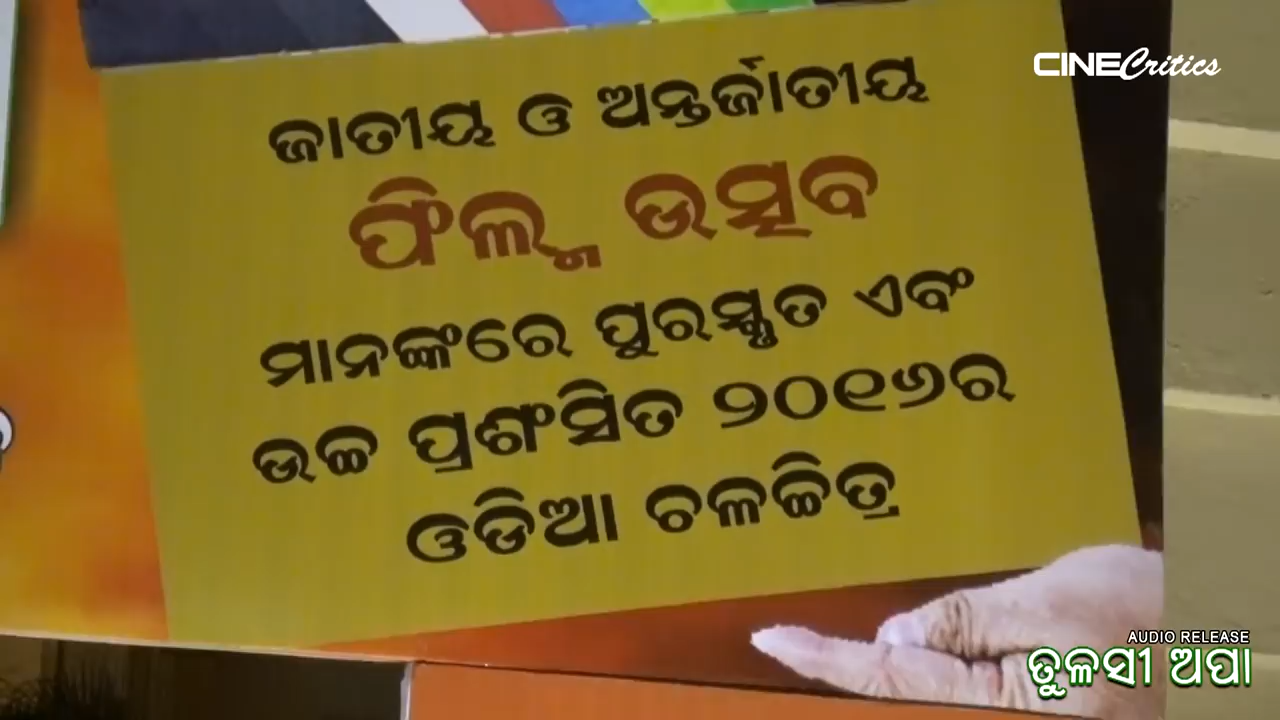 CINECritics
ଜାତୀୟ ଓ ଅନ୍ତର୍ଜାତୀୟ
ଫିଲ୍ମ ଉତ୍ସବ
ମାନଙ୍କରେ ପୁରସ୍କୃତ ଏବଂ
ଉଚ୍ଚ ପ୍ରଶଂସିତ ୨୦୧୬ର
ଓଡିଆ ଚଳଚ୍ଚିତ୍ର
AUDIO RELEASE
ତୁଳସୀ ଅପା